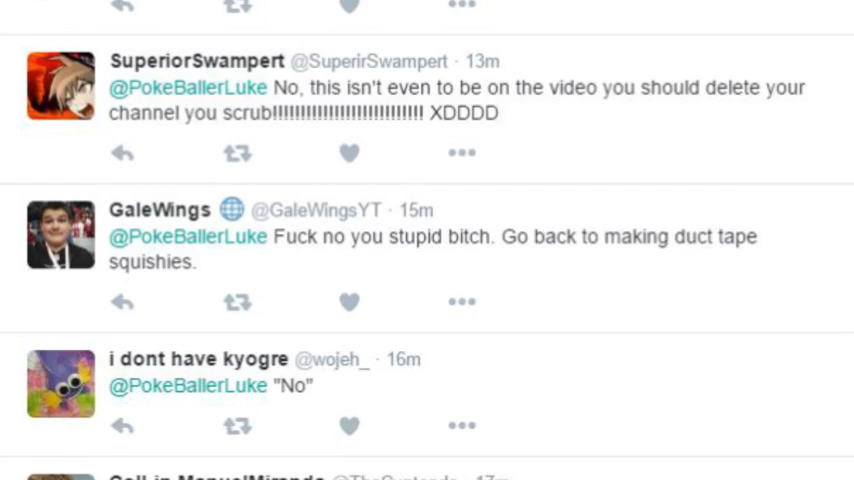 SuperiorSwampert @SuperirSwampert · 13m
@PokeBallerLuke No, this isn't even to be on the video you should delete your
channel you scrub!!!!!!!!!!!!!!!!!!!!!!!!!!! XDDDD
GaleWings @GaleWingsYT · 15m
@PokeBallerLuke Fuck no you stupid bitch. Go back to making duct tape
squishies.
i dont have kyogre @wojeh_ · 16m
@PokeBallerLuke "No"